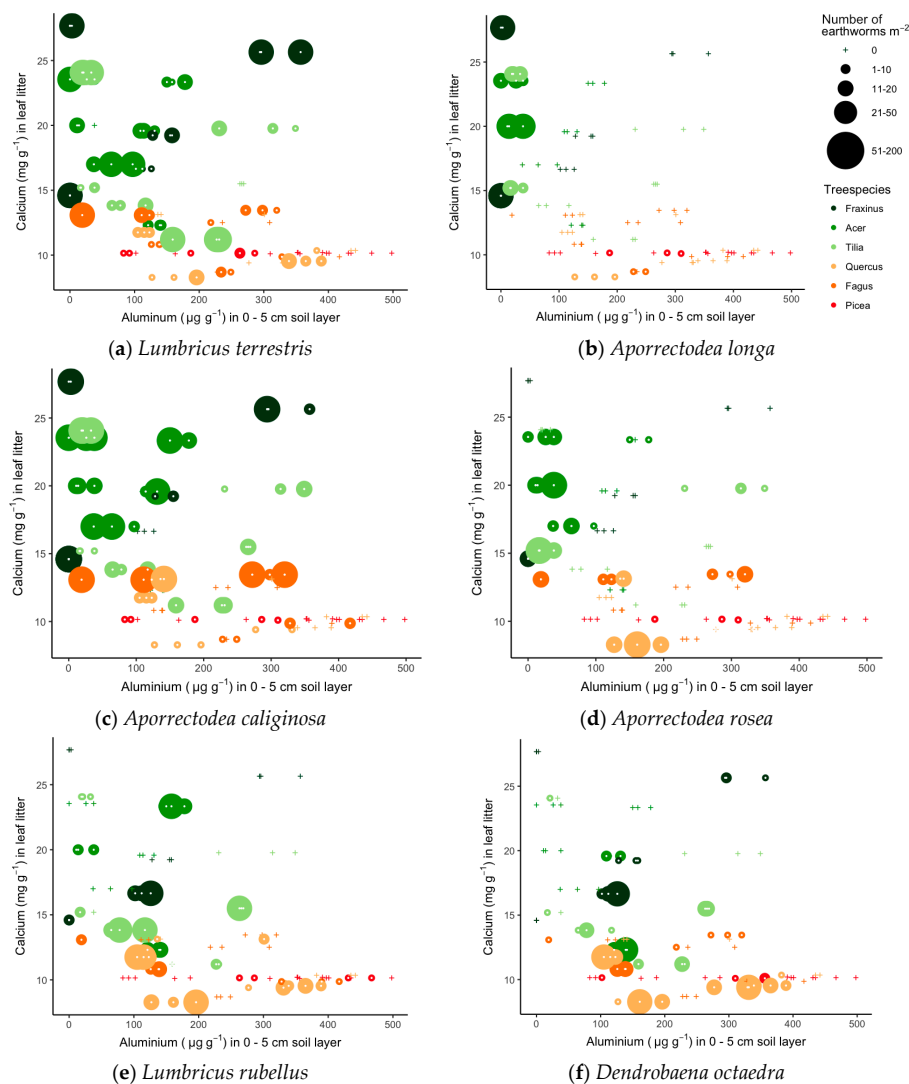 Calcium (mg g⁻¹) in leaf litter
25
20
15
10
0 100 200 300 400 500
Aluminum ( µg g⁻¹) in 0 - 5 cm soil layer
(a) Lumbricus terrestris
Calcium (mg g⁻¹) in leaf litter
25
20
15
10
0 100 200 300 400 500
Aluminum ( µg g⁻¹) in 0 - 5 cm soil layer
(b) Aporrectodea longa
Number of
earthworms m⁻²
0
1-10
11-20
21-50
51-200
Treespecies
Fraxinus
Acer
Tilia
Quercus
Fagus
Picea
Calcium (mg g⁻¹) in leaf litter
25
20
15
10
0 100 200 300 400 500
Aluminium ( µg g⁻¹) in 0 - 5 cm soil layer
(c) Aporrectodea caliginosa
Calcium (mg g⁻¹) in leaf litter
25
20
15
10
0 100 200 300 400 500
Aluminium ( µg g⁻¹) in 0 - 5 cm soil layer
(d) Aporrectodea rosea
Calcium (mg g⁻¹) in leaf litter
25
20
15
10
0 100 200 300 400 500
Aluminium ( µg g⁻¹) in 0 - 5 cm soil layer
(e) Lumbricus rubellus
Calcium (mg g⁻¹) in leaf litter
25
20
15
10
0 100 200 300 400 500
Aluminium ( µg g⁻¹) in 0 - 5 cm soil layer
(f) Dendrobaena octaedra